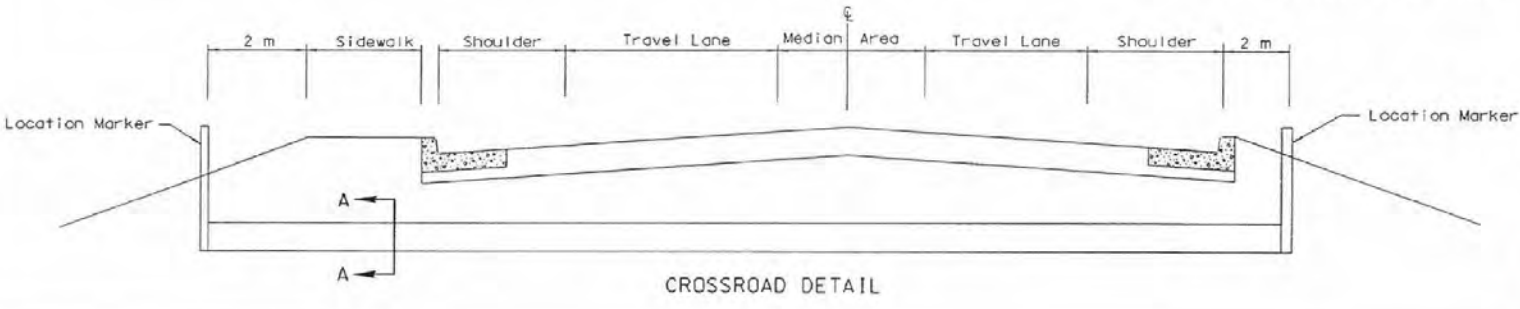 ℄
2 m Sidewalk Shoulder Travel Lane Median Area Travel Lane Shoulder 2 m
Location Marker
Location Marker
A
A
CROSSROAD DETAIL